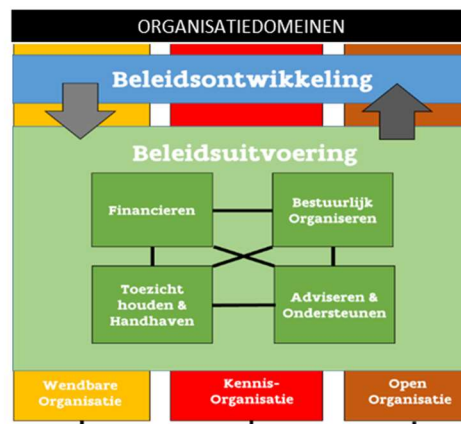 ORGANISATIEDOMEINEN
Beleidsontwikkeling
Beleidsuitvoering
Financieren
Bestuurlijk
Organiseren
Toezicht
houden &
Handhaven
Adviseren &
Ondersteunen
Wendbare
Organisatie
Kennis-
Organisatie
Open
Organisatie